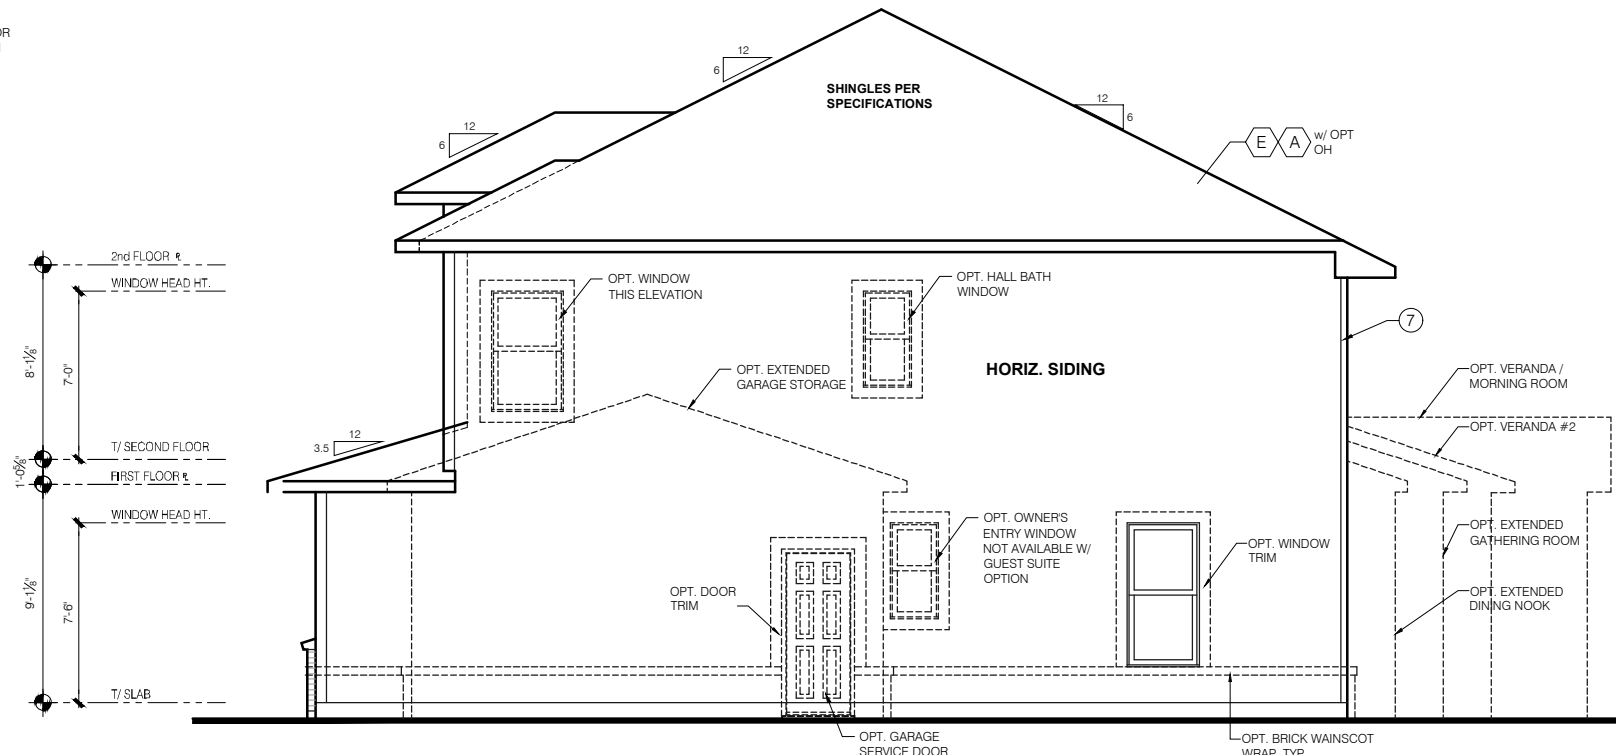 OR
12
6
SHINGLES PER
SPECIFICATIONS
12
6
12
6
E A w/ OPT
OH
2nd FLOOR ℄
WINDOW HEAD HT.
OPT. WINDOW
THIS ELEVATION
OPT. HALL BATH
WINDOW
7
8'-1⅛"
7'-0"
OPT. EXTENDED
GARAGE STORAGE
HORIZ. SIDING
OPT. VERANDA /
MORNING ROOM
OPT. VERANDA #2
12
3.5
T/ SECOND FLOOR
1'-0⅝"
FIRST FLOOR ℄
WINDOW HEAD HT.
OPT. OWNER'S
ENTRY WINDOW
NOT AVAILABLE W/
GUEST SUITE
OPTION
OPT. WINDOW
TRIM
OPT. EXTENDED
GATHERING ROOM
9'-1⅛"
7'-6"
OPT. DOOR
TRIM
OPT. EXTENDED
DINING NOOK
T/ SLAB
OPT. GARAGE
SERVICE DOOR
OPT. BRICK WAINSCOT
WRAP, TYP.